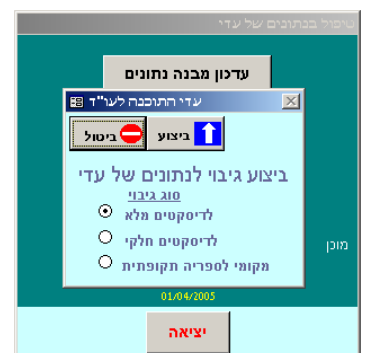 טיפול בנתונים של עדי
עדכון מבנה נתונים
עדי התוכנה לעו"ד
ביצוע
ביטול
ביצוע גיבוי לנתונים של עדי
סוג גיבוי
לדיסקטים מלא
לדיסקטים חלקי
מקומי לספריה תקופתית
מוכן
01/04/2005
יציאה